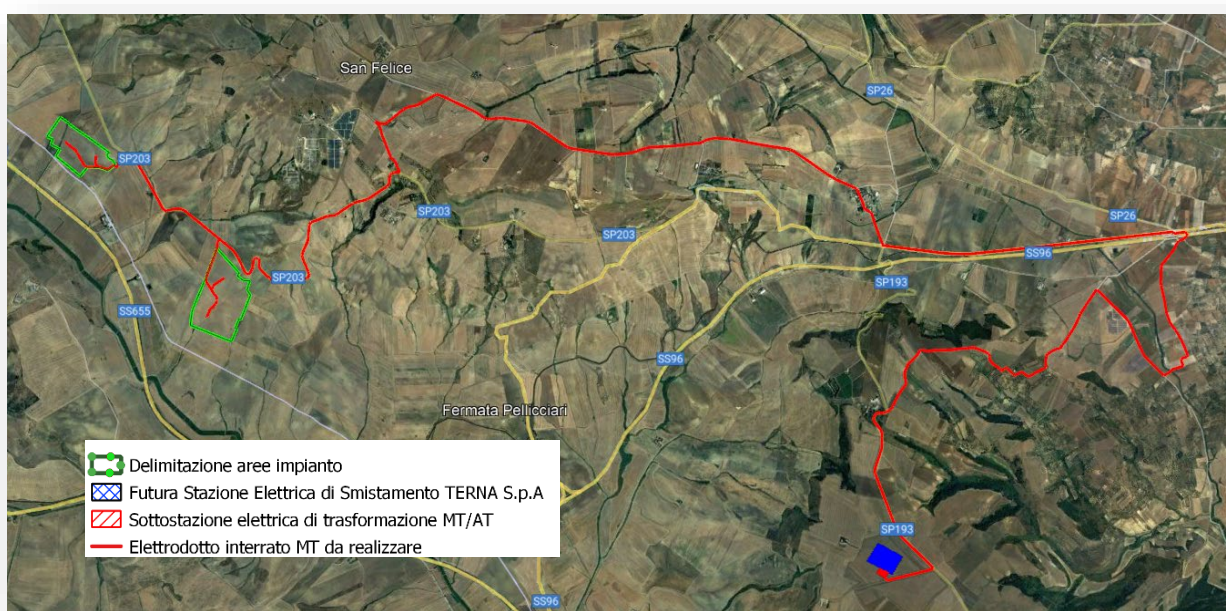 San Felice
SP26
SP203
SP203
SP203
SP26
SP203
SS96
SP193
SS655
SS96
Fermata Pellicciari
Delimitazione aree impianto
Futura Stazione Elettrica di Smistamento TERNA S.p.A
Sottostazione elettrica di trasformazione MT/AT
Elettrodotto interrato MT da realizzare
SP193
SS96